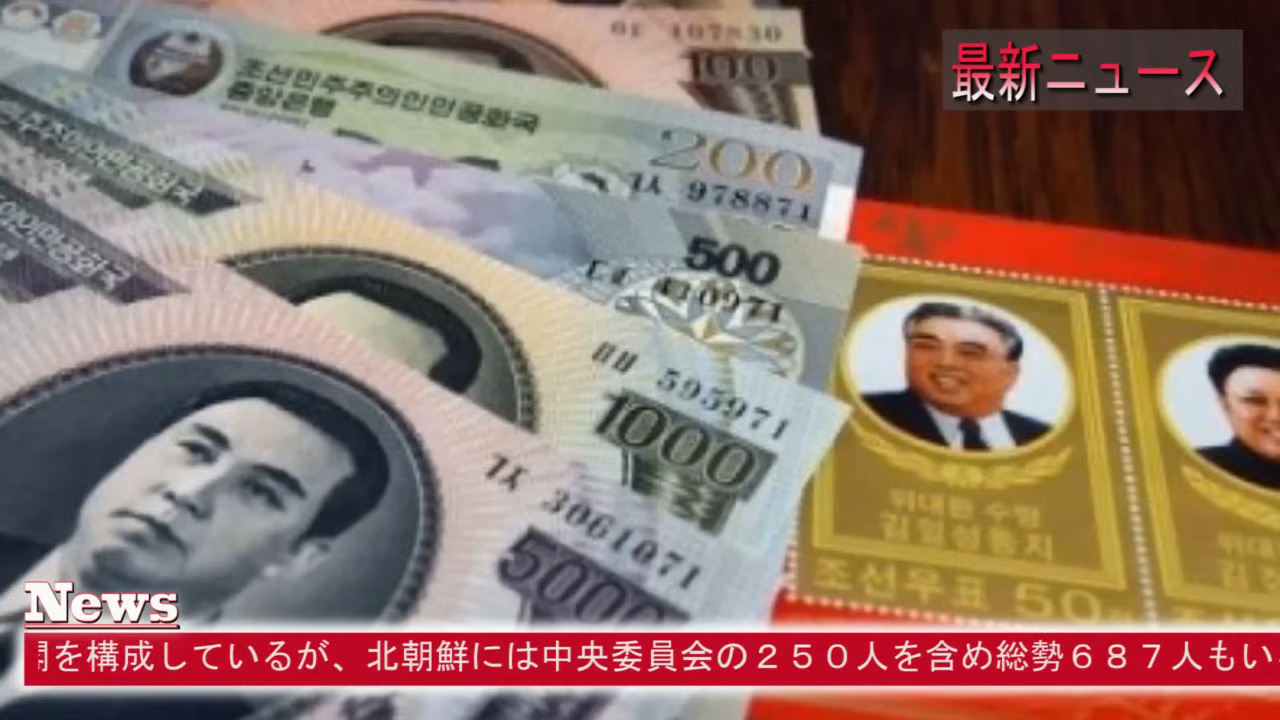 100
조선민주주의인민공화국
중앙은행
200
978871
500
595971
1000
306107 1
5000
위대한 수령
김일성동지
조선우표 50
最新ニュース
News
を構成しているが、北朝鮮には中央委員会の２５０人を含め総勢６８７人もい